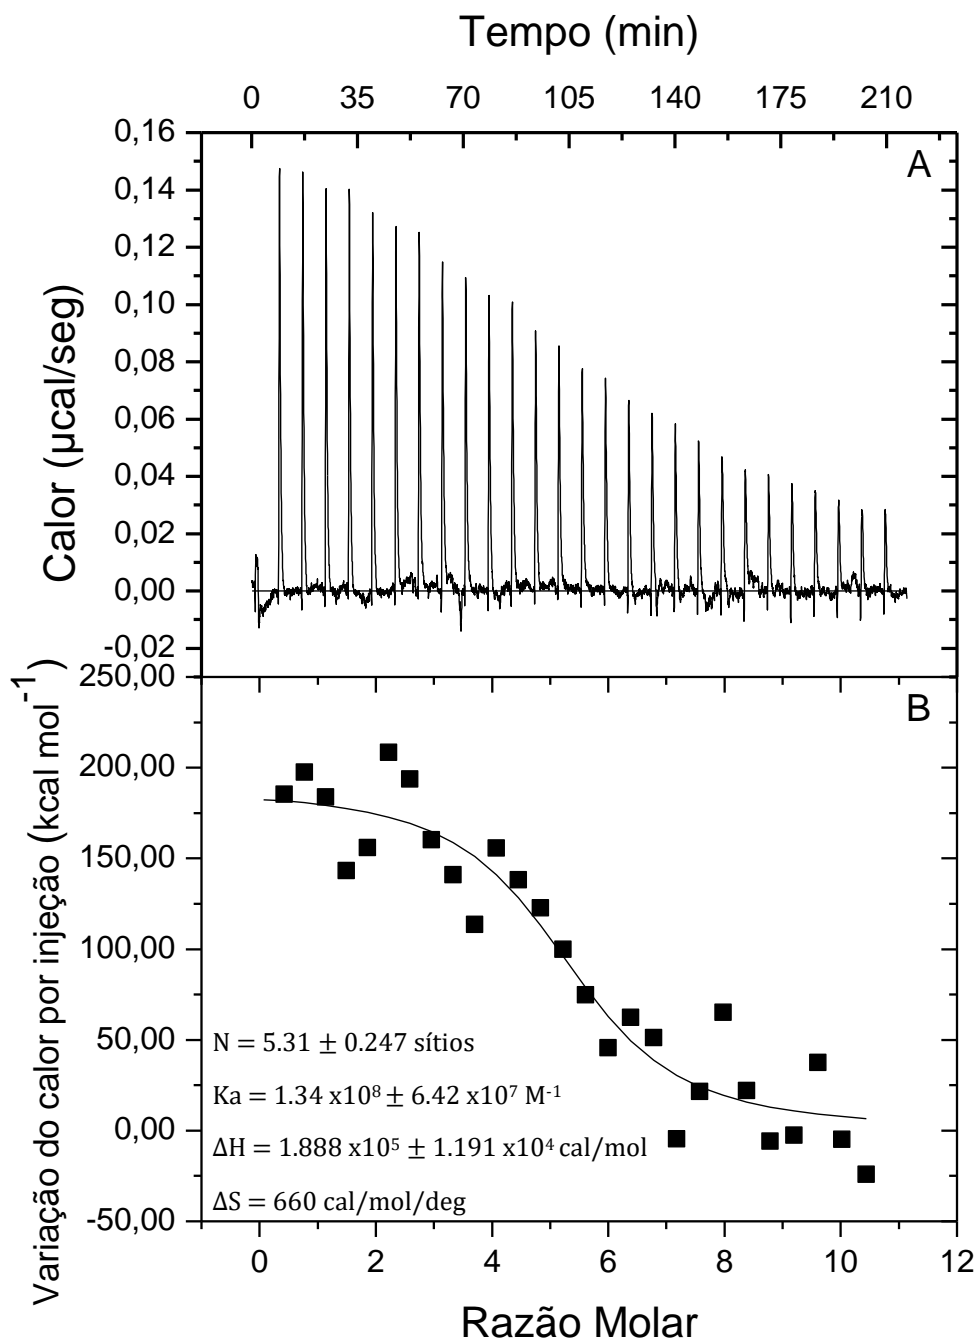 Tempo (min)
0 35 70 105 140 175 210
A
0,16
0,14
0,12
0,10
0,08
0,06
0,04
0,02
0,00
-0,02
Calor (µcal/seg)
250,00
B
200,00
150,00
100,00
50,00
0,00
-50,00
Variação do calor por injeção (kcal mol⁻¹)
N = 5.31 ± 0.247 sítios
Ka = 1.34 x10⁸ ± 6.42 x10⁷ M⁻¹
ΔH = 1.888 x10⁵ ± 1.191 x10⁴ cal/mol
ΔS = 660 cal/mol/deg
0 2 4 6 8 10 12
Razão Molar